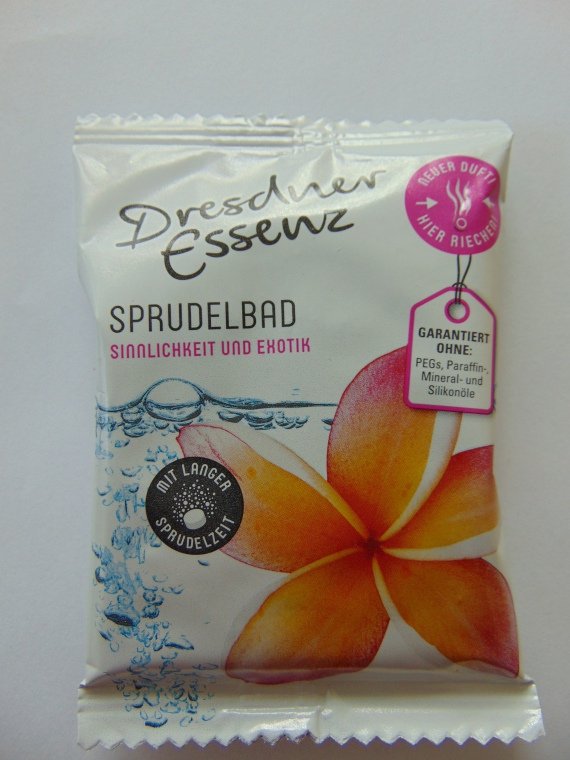 Dresdner
Essenz
NEUER DUFT!
HIER RIECHEN!
SPRUDELBAD
SINNLICHKEIT UND EXOTIK
GARANTIERT
OHNE:
PEGs, Paraffin-,
Mineral- und
Silikonöle
MIT LANGER
SPRUDELZEIT